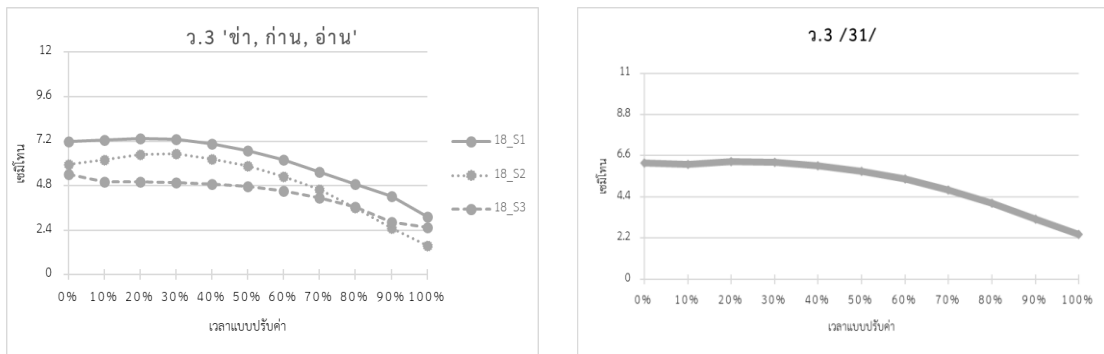 ว.3 'ข่า, ก่าน, อ่าน'
12
9.6
7.2
4.8
2.4
0
เซมิโทน
0% 10% 20% 30% 40% 50% 60% 70% 80% 90% 100%
เวลาแบบปรับค่า
18_S1
18_S2
18_S3
ว.3 /31/
11
8.8
6.6
4.4
2.2
0
เซมิโทน
0% 10% 20% 30% 40% 50% 60% 70% 80% 90% 100%
เวลาแบบปรับค่า